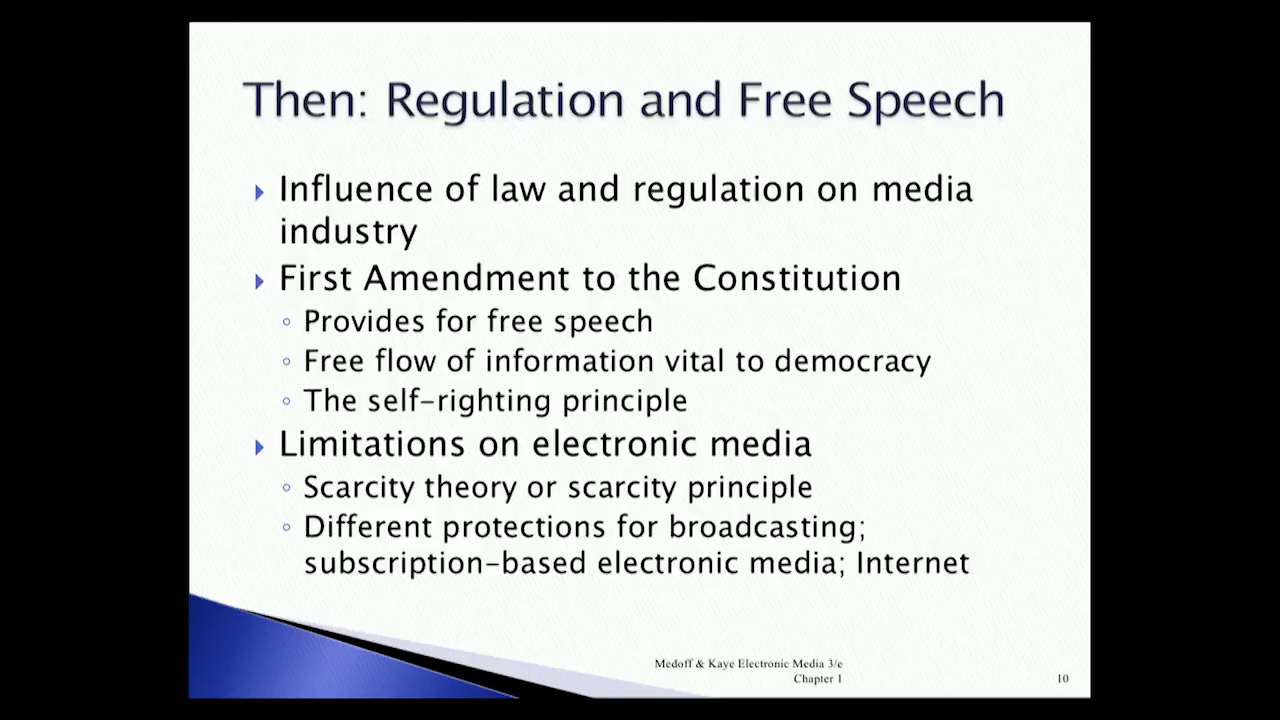 Then: Regulation and Free Speech
Influence of law and regulation on media
industry
First Amendment to the Constitution
Provides for free speech
Free flow of information vital to democracy
The self-righting principle
Limitations on electronic media
Scarcity theory or scarcity principle
Different protections for broadcasting;
subscription-based electronic media; Internet
Medoff & Kaye Electronic Media 3/e
Chapter 1
10